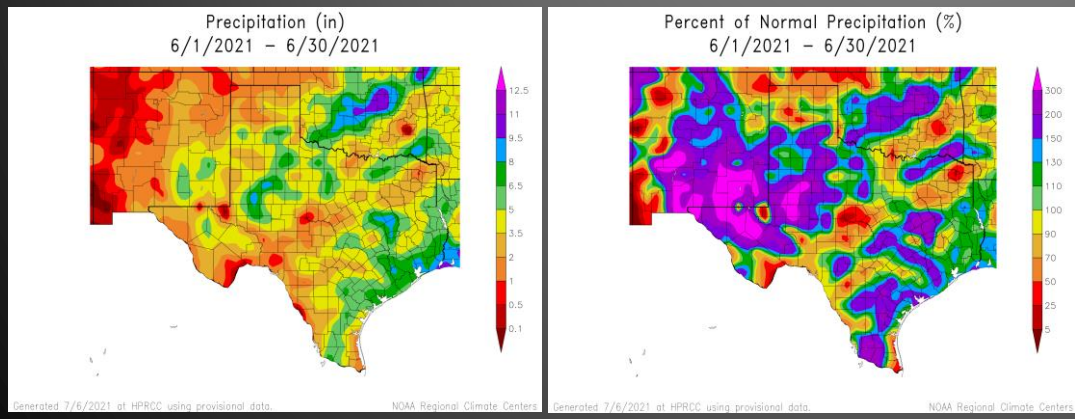 Precipitation (in)
6/1/2021 – 6/30/2021
12.5
11
9.5
8
6.5
5
3.5
2
1
0.5
0.1
Generated 7/6/2021 at HPRCC using provisional data.
NOAA Regional Climate Centers
Percent of Normal Precipitation (%)
6/1/2021 – 6/30/2021
300
200
150
130
110
100
90
70
50
25
5
Generated 7/6/2021 at HPRCC using provisional data.
NOAA Regional Climate Centers